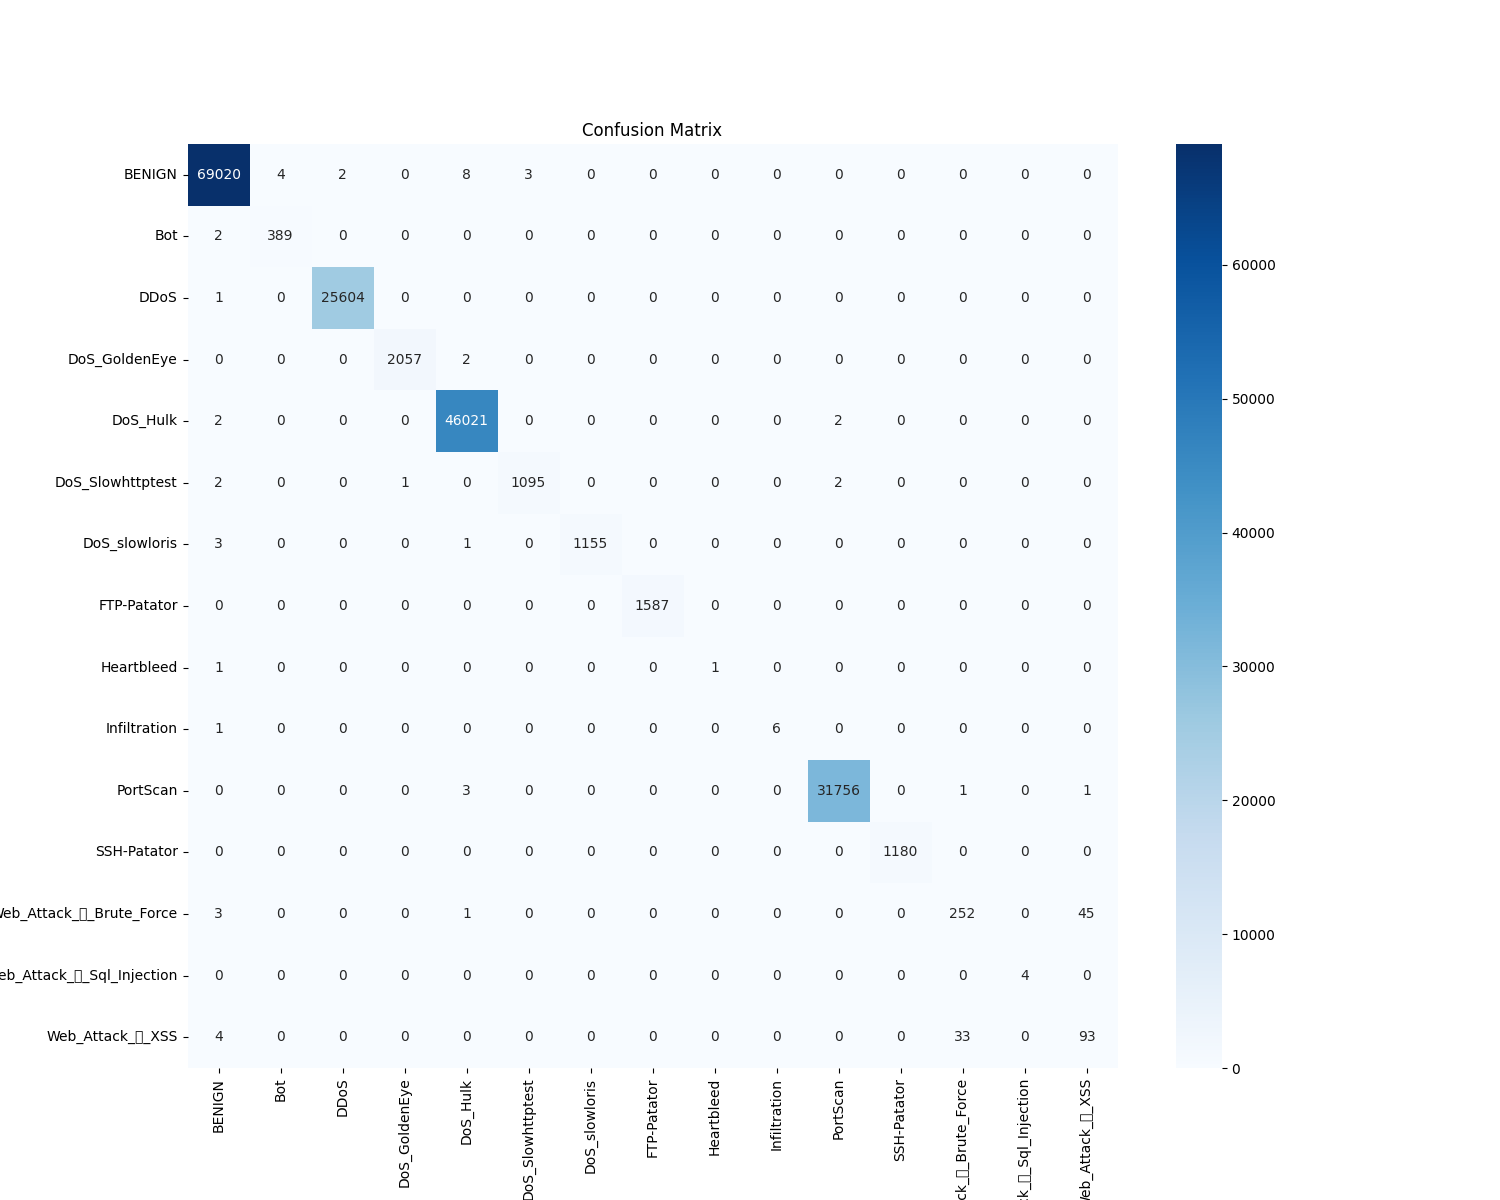 Confusion Matrix
BENIGN 69020 4 2 0 8 3 0 0 0 0 0 0 0 0 0
Bot 2 389 0 0 0 0 0 0 0 0 0 0 0 0 0
DDoS 1 0 25604 0 0 0 0 0 0 0 0 0 0 0 0
DoS_GoldenEye 0 0 0 2057 2 0 0 0 0 0 0 0 0 0 0
DoS_Hulk 2 0 0 0 46021 0 0 0 0 0 2 0 0 0 0
DoS_Slowhttptest 2 0 0 1 0 1095 0 0 0 0 2 0 0 0 0
DoS_slowloris 3 0 0 0 1 0 1155 0 0 0 0 0 0 0 0
FTP-Patator 0 0 0 0 0 0 0 1587 0 0 0 0 0 0 0
Heartbleed 1 0 0 0 0 0 0 0 1 0 0 0 0 0 0
Infiltration 1 0 0 0 0 0 0 0 0 6 0 0 0 0 0
PortScan 0 0 0 0 3 0 0 0 0 0 31756 0 1 0 1
SSH-Patator 0 0 0 0 0 0 0 0 0 0 0 1180 0 0 0
Web_Attack_▯_Brute_Force 3 0 0 0 1 0 0 0 0 0 0 0 252 0 45
eb_Attack_▯_Sql_Injection 0 0 0 0 0 0 0 0 0 0 0 0 0 4 0
Web_Attack_▯_XSS 4 0 0 0 0 0 0 0 0 0 0 0 33 0 93
BENIGN
Bot
DDoS
DoS_GoldenEye
DoS_Hulk
DoS_Slowhttptest
DoS_slowloris
FTP-Patator
Heartbleed
Infiltration
PortScan
SSH-Patator
ck_▯_Brute_Force
ck_▯_Sql_Injection
Web_Attack_▯_XSS
60000
50000
40000
30000
20000
10000
0